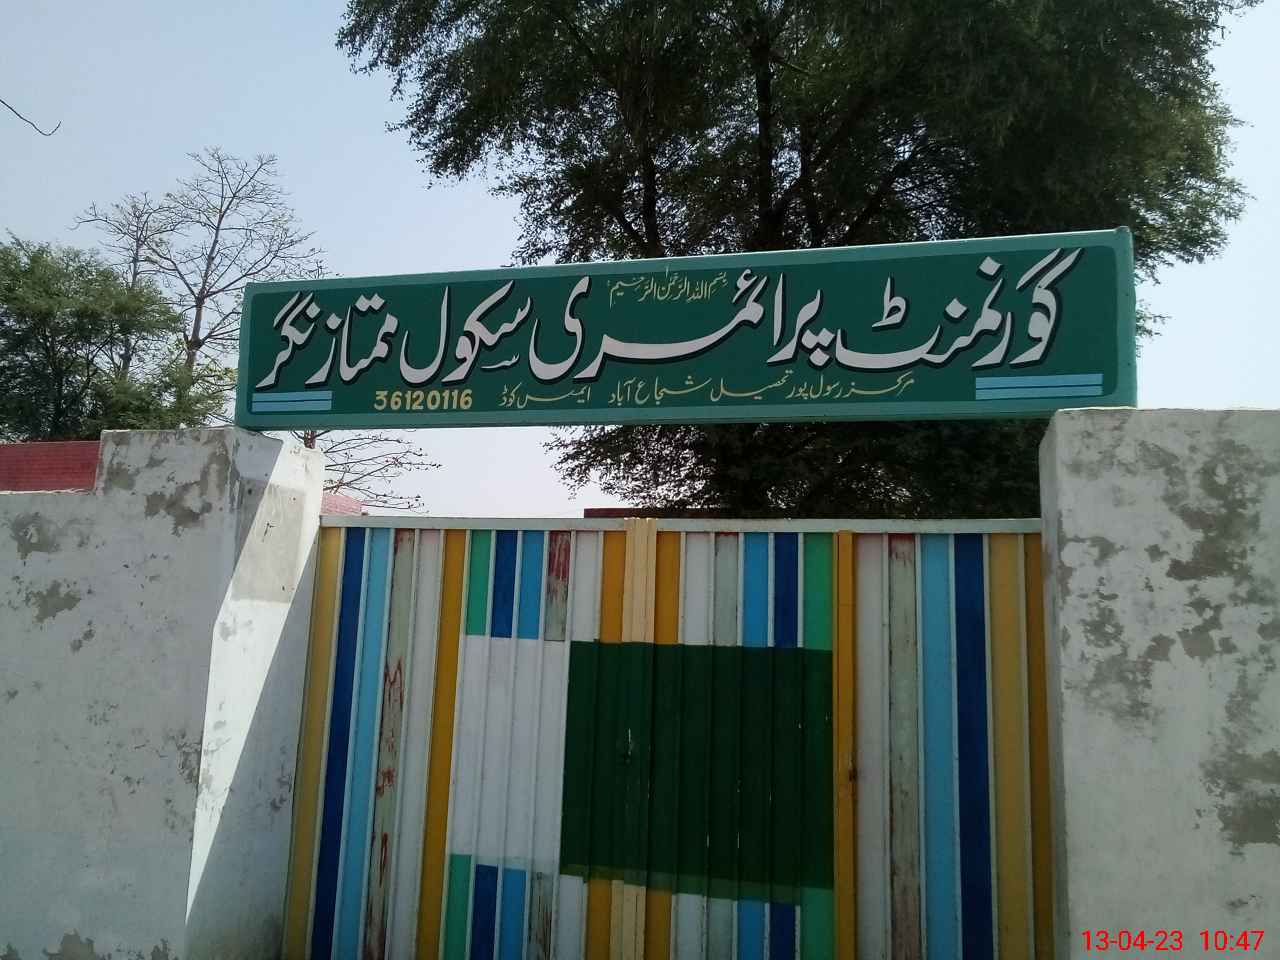 بسم اللہ الرحمٰن الرحیم
گورنمنٹ پرائمری سکول ممتاز نگر
مرکز رسول پور تحصیل شجاع آباد ایمس کوڈ 36120116
13-04-23 10:47